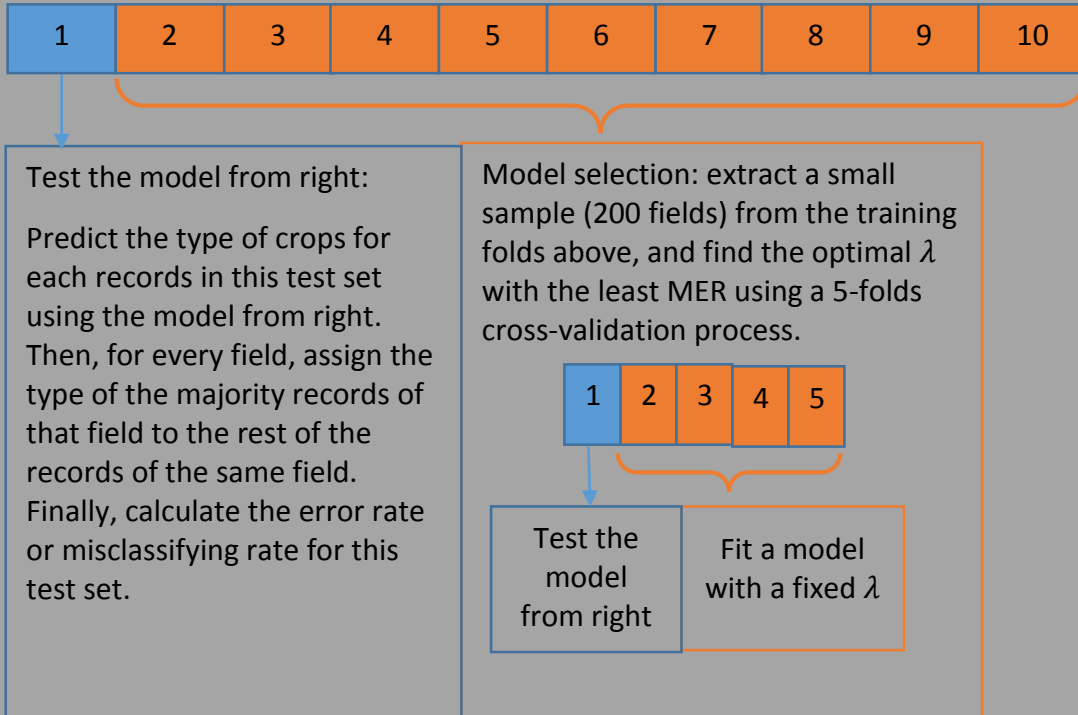 1 2 3 4 5 6 7 8 9 10
Test the model from right:
Predict the type of crops for
each records in this test set
using the model from right.
Then, for every field, assign the
type of the majority records of
that field to the rest of the
records of the same field.
Finally, calculate the error rate
or misclassifying rate for this
test set.
Model selection: extract a small
sample (200 fields) from the training
folds above, and find the optimal λ
with the least MER using a 5-folds
cross-validation process.
1 2 3 4 5
Test the
model
from right
Fit a model
with a fixed λ